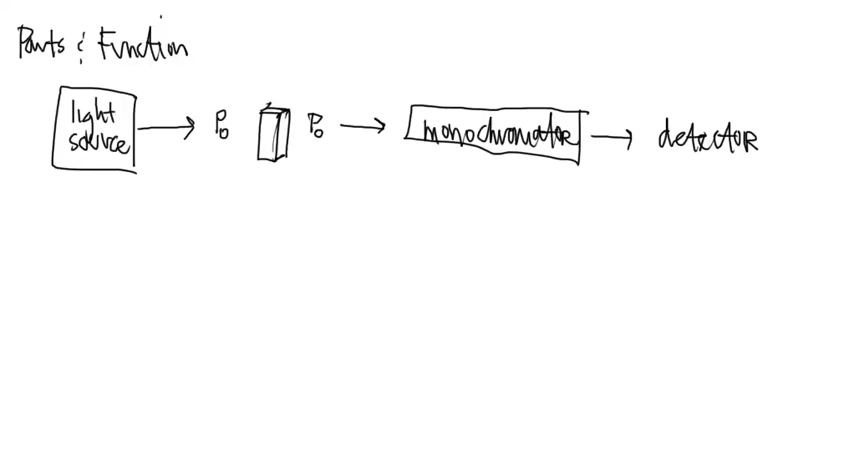 Parts & Function
light source
P₀
P₀
monochromator
detector